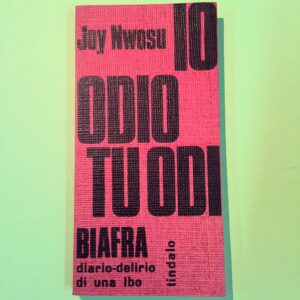 Joy Nwosu
IO
ODIO
TU ODI
BIAFRA
diario-delirio
di una Ibo
tindalo